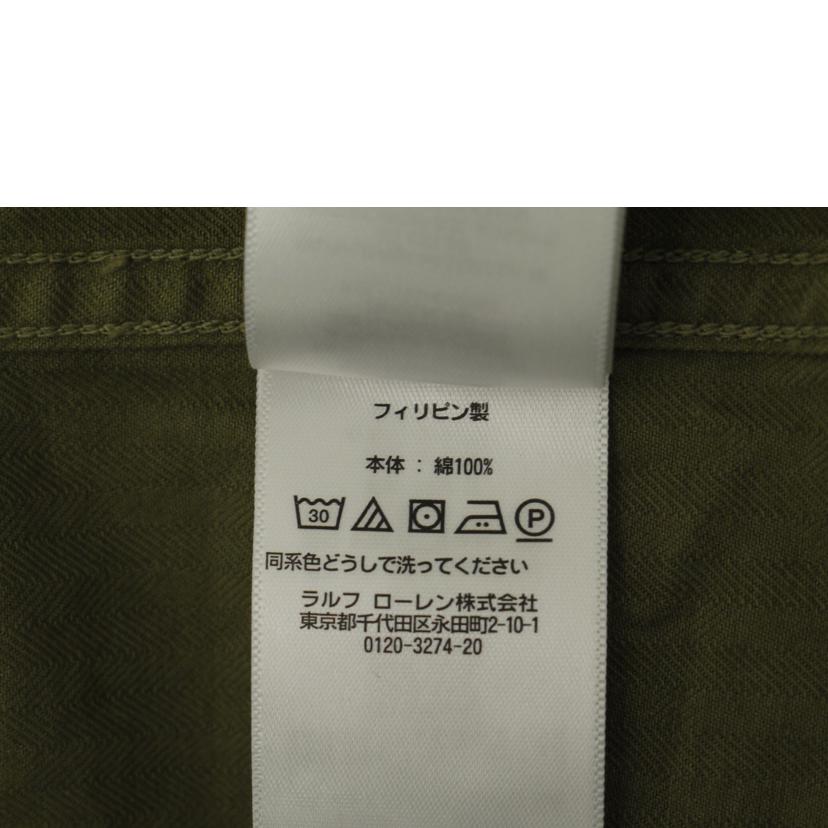 フィリピン製
本体 : 綿100%
30 P
同系色どうしで洗ってください
ラルフ ローレン株式会社
東京都千代田区永田町2-10-1
0120-3274-20